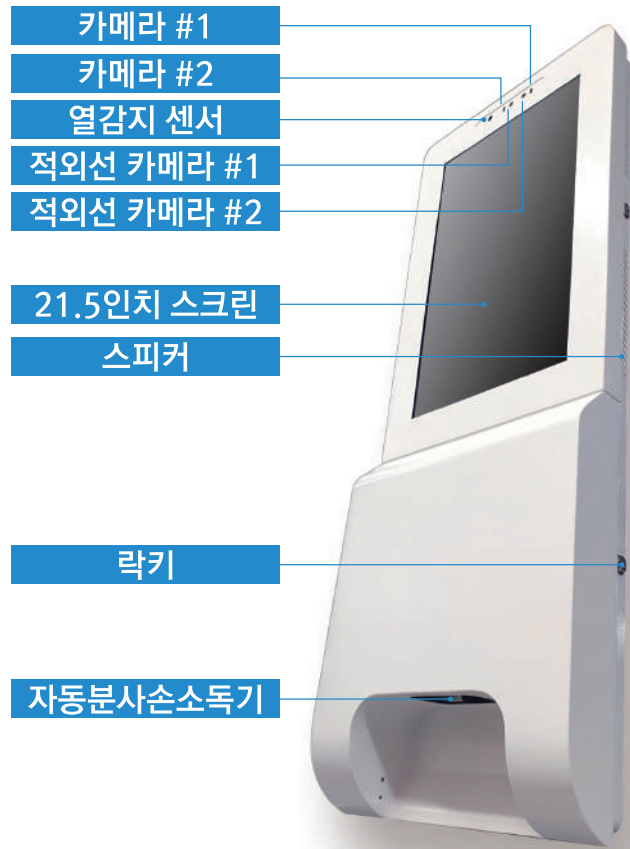 카메라 #1
카메라 #2
열감지 센서
적외선 카메라 #1
적외선 카메라 #2
21.5인치 스크린
스피커
락키
자동분사손소독기